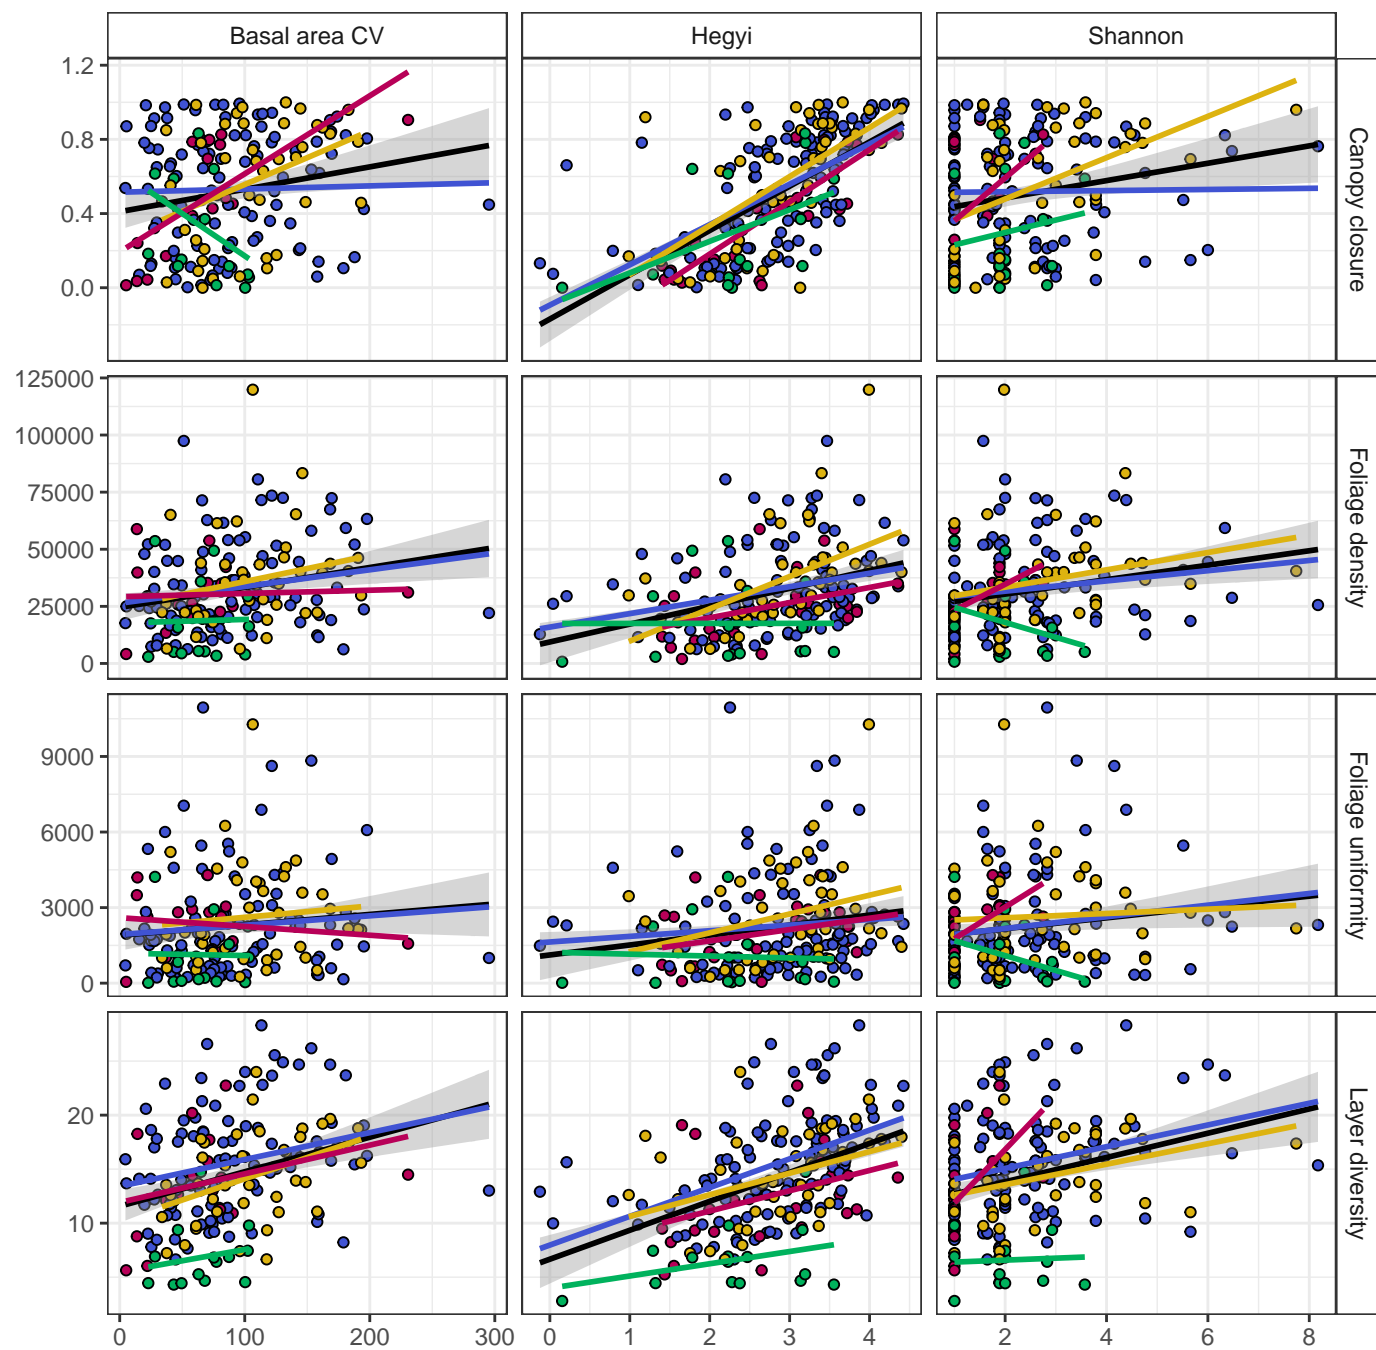 Basal area CV Hegyi Shannon
1.2
0.8
0.4
0.0
Canopy closure
125000
100000
75000
50000
25000
0
Foliage density
9000
6000
3000
0
Foliage uniformity
20
10
Layer diversity
0 100 200 300 0 1 2 3 4 2 4 6 8